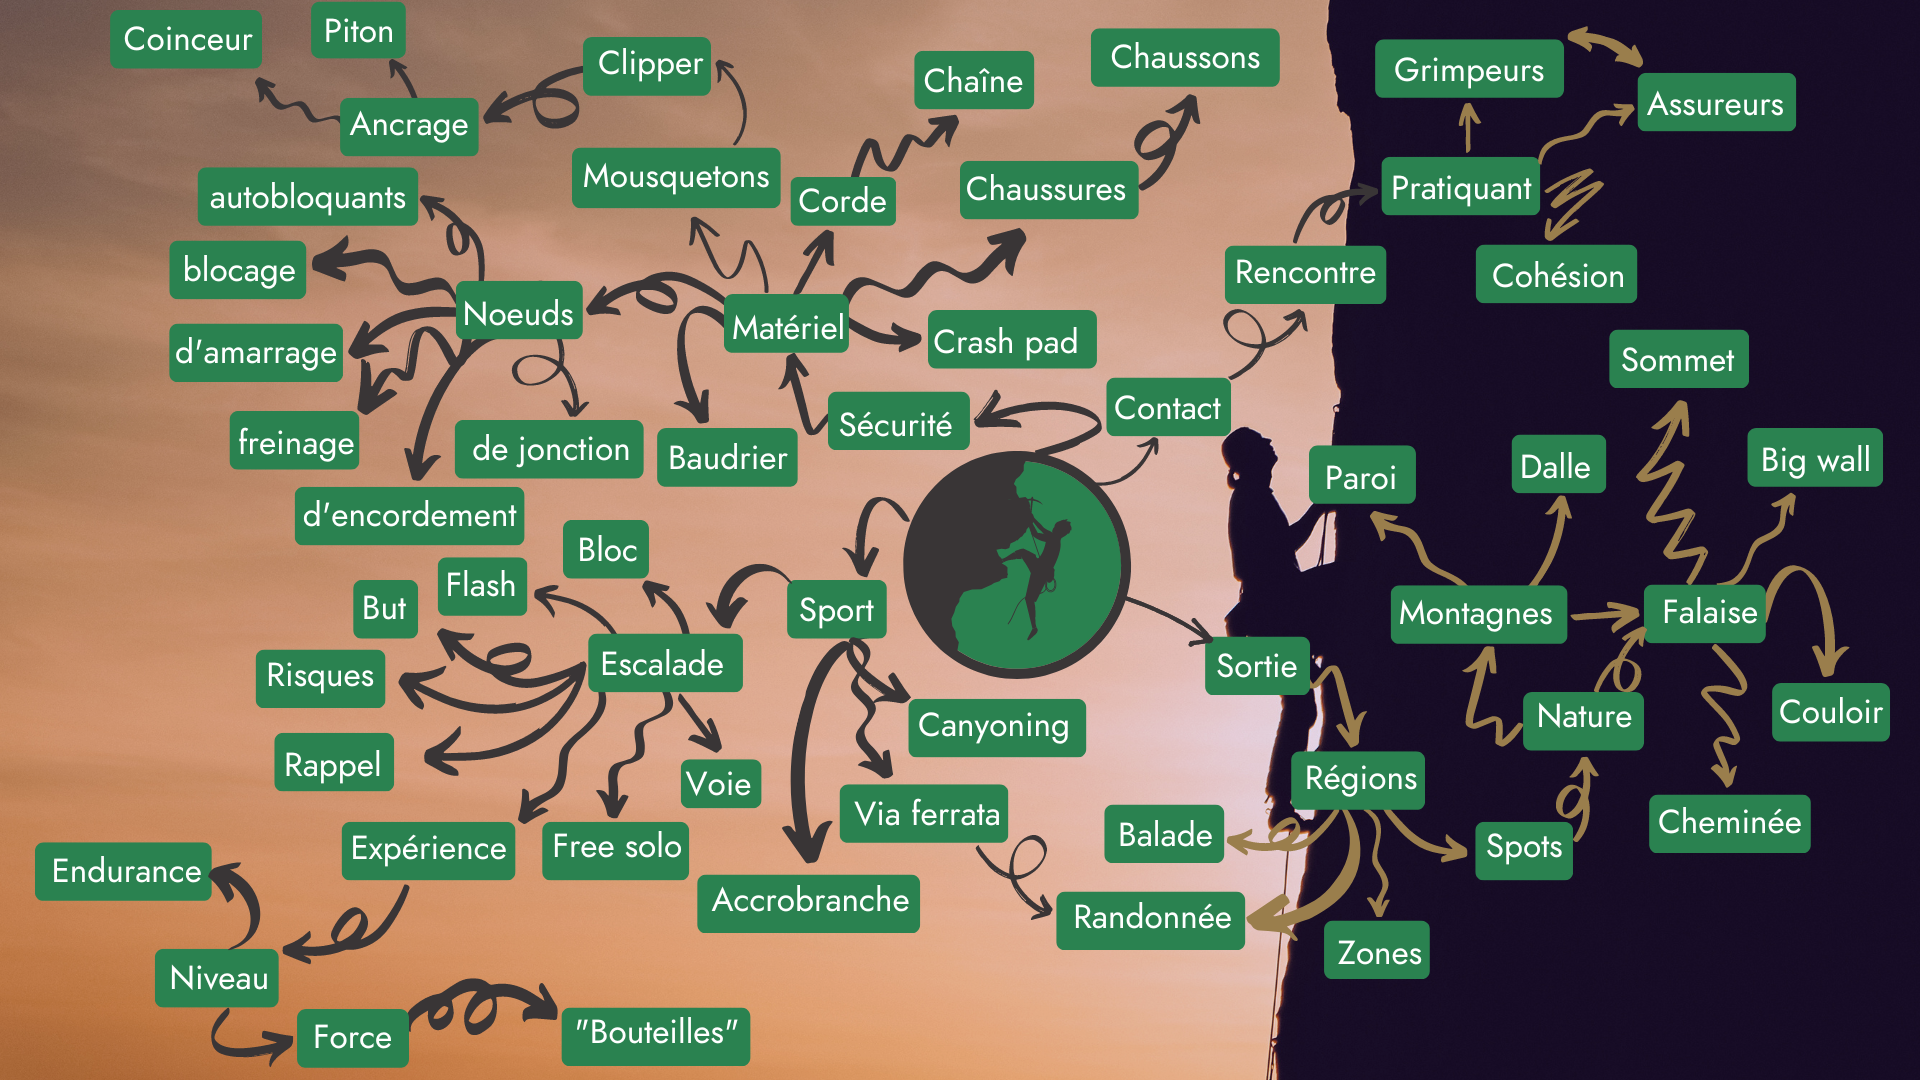 Coinceur
Piton
Clipper
Chaîne
Chaussons
Grimpeurs
Assureurs
Ancrage
Mousquetons
autobloquants
Corde
Chaussures
Pratiquant
blocage
Rencontre
Cohésion
Noeuds
Matériel
Crash pad
d'amarrage
Sommet
Contact
Sécurité
freinage
de jonction
Baudrier
Paroi
Dalle
Big wall
d'encordement
Bloc
Flash
But
Sport
Montagnes
Falaise
Risques
Escalade
Sortie
Canyoning
Nature
Couloir
Rappel
Voie
Régions
Via ferrata
Balade
Cheminée
Expérience
Free solo
Spots
Endurance
Accrobranche
Randonnée
Zones
Niveau
Force
"Bouteilles"